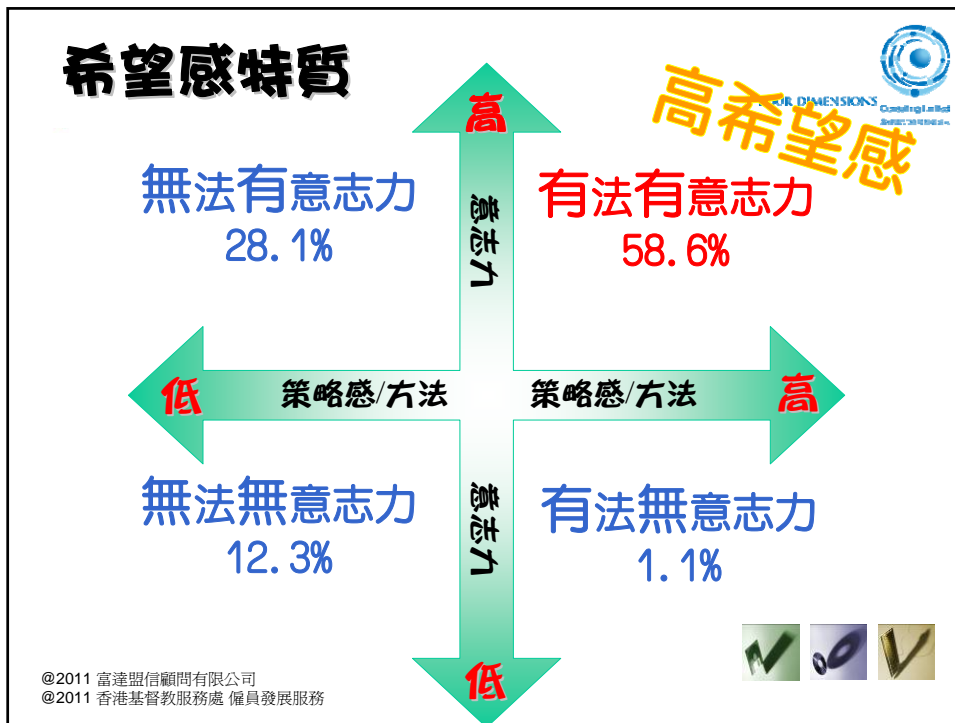 希望感特質
OUR DIMENSIONS
Consulting Limited
高希望感
高
無法有意志力
28.1%
意志力
有法有意志力
58.6%
低
策略感/方法
策略感/方法
高
無法無意志力
12.3%
意志力
有法無意志力
1.1%
低
@2011 富達盟信顧問有限公司
@2011 香港基督教服務處 僱員發展服務